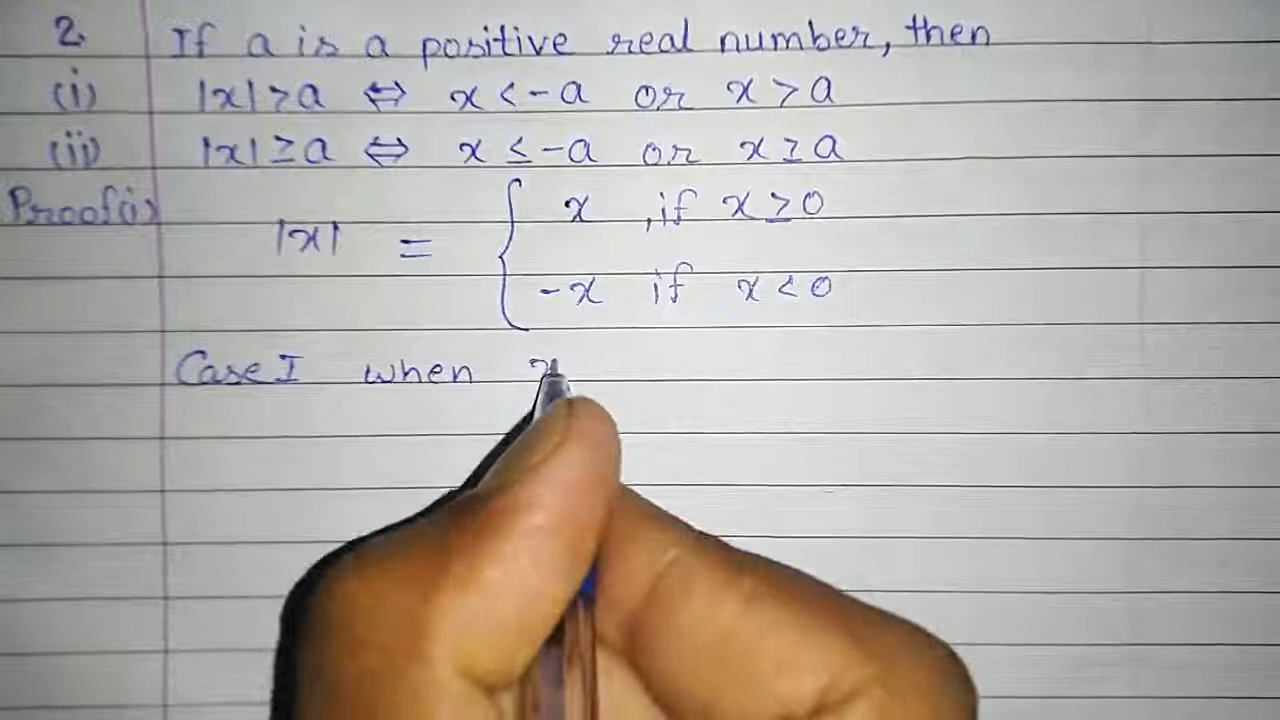 2. If a is a positive real number, then
(i) |x| > a ⇔ x < -a or x > a
(ii) |x| ≥ a ⇔ x ≤ -a or x ≥ a
Proof(i)
|x| = { x , if x ≥ 0
-x if x < 0
Case I when x